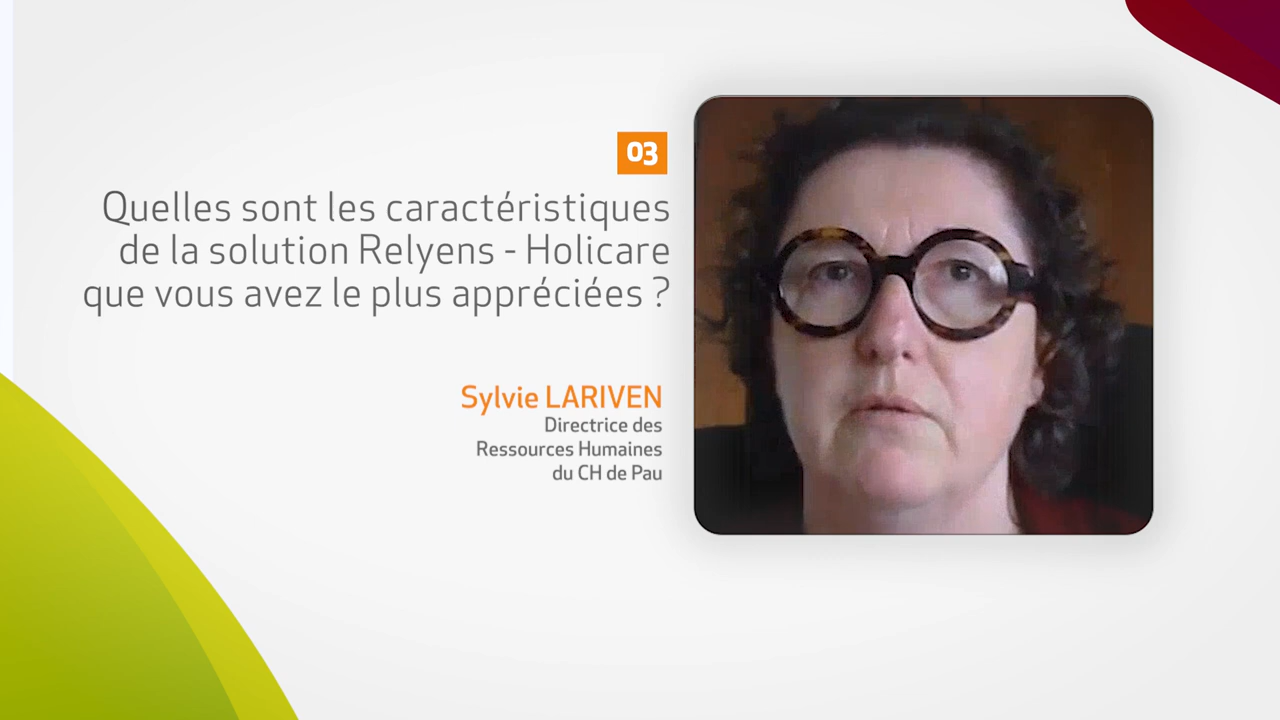 03
Quelles sont les caractéristiques
de la solution Relyens - Holicare
que vous avez le plus appréciées ?
Sylvie LARIVEN
Directrice des
Ressources Humaines
du CH de Pau